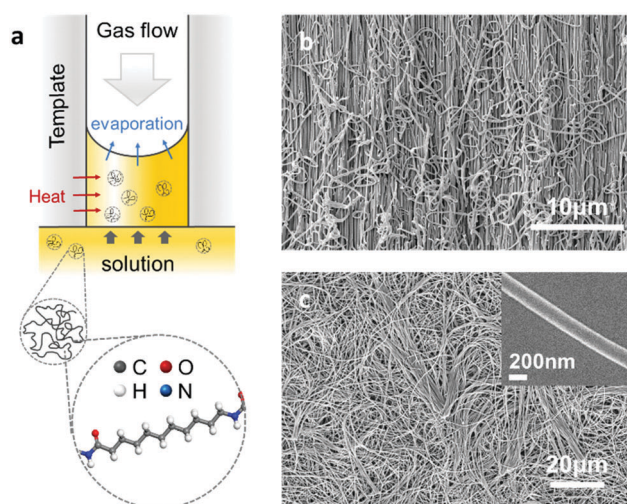 a
Gas flow
Template
evaporation
Heat
solution
C
O
H
N
b
10μm
c
200nm
20μm